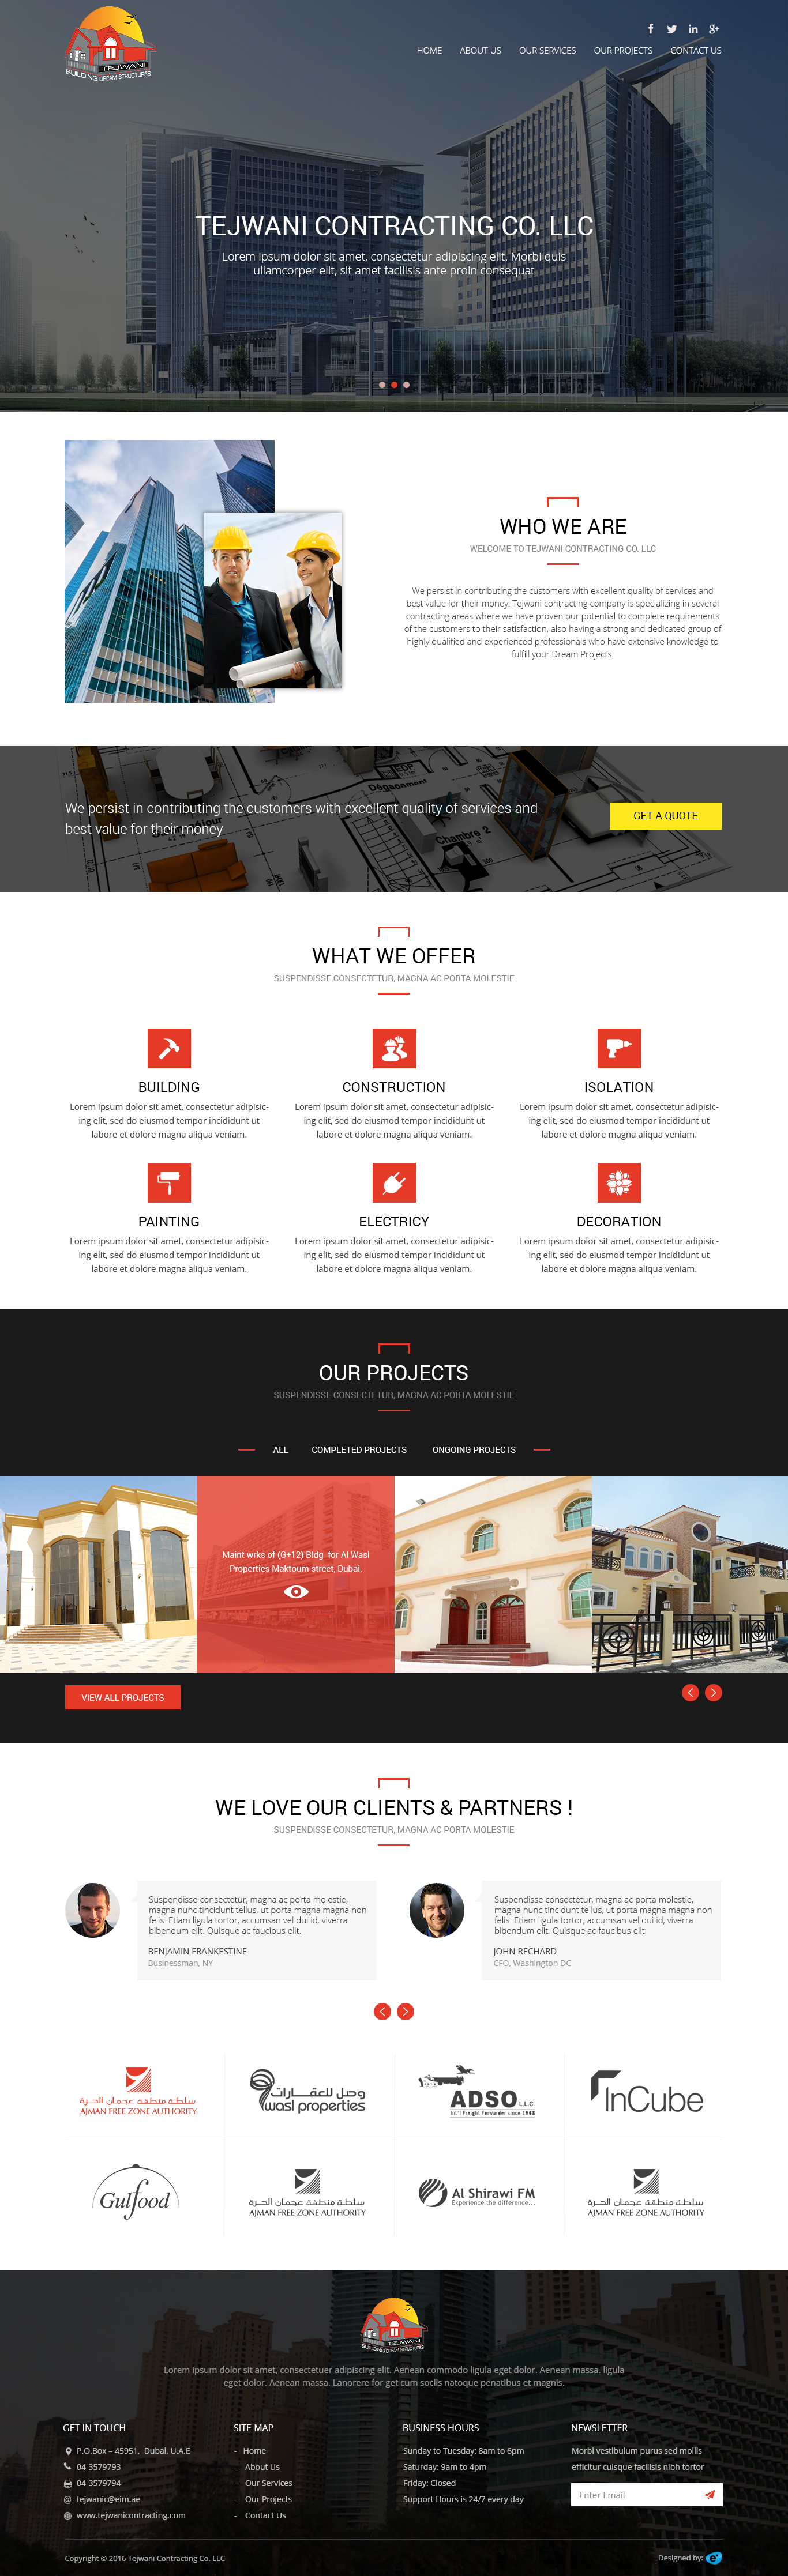 TEJWANI
BUILDING DREAM STRUCTURES
HOME ABOUT US OUR SERVICES OUR PROJECTS CONTACT US
TEJWANI CONTRACTING CO. LLC
Lorem ipsum dolor sit amet, consectetur adipiscing elit. Morbi quis
ullamcorper elit, sit amet facilisis ante proin consequat
WHO WE ARE
WELCOME TO TEJWANI CONTRACTING CO. LLC
We persist in contributing the customers with excellent quality of services and
best value for their money. Tejwani contracting company is specializing in several
contracting areas where we have proven our potential to complete requirements
of the customers to their satisfaction, also having a strong and dedicated group of
highly qualified and experienced professionals who have extensive knowledge to
fulfill your Dream Projects.
We persist in contributing the customers with excellent quality of services and
best value for their money
GET A QUOTE
Dégagement
Chambre 2
WHAT WE OFFER
SUSPENDISSE CONSECTETUR, MAGNA AC PORTA MOLESTIE
BUILDING
Lorem ipsum dolor sit amet, consectetur adipisic-
ing elit, sed do eiusmod tempor incididunt ut
labore et dolore magna aliqua veniam.
CONSTRUCTION
Lorem ipsum dolor sit amet, consectetur adipisic-
ing elit, sed do eiusmod tempor incididunt ut
labore et dolore magna aliqua veniam.
ISOLATION
Lorem ipsum dolor sit amet, consectetur adipisic-
ing elit, sed do eiusmod tempor incididunt ut
labore et dolore magna aliqua veniam.
PAINTING
Lorem ipsum dolor sit amet, consectetur adipisic-
ing elit, sed do eiusmod tempor incididunt ut
labore et dolore magna aliqua veniam.
ELECTRICY
Lorem ipsum dolor sit amet, consectetur adipisic-
ing elit, sed do eiusmod tempor incididunt ut
labore et dolore magna aliqua veniam.
DECORATION
Lorem ipsum dolor sit amet, consectetur adipisic-
ing elit, sed do eiusmod tempor incididunt ut
labore et dolore magna aliqua veniam.
OUR PROJECTS
SUSPENDISSE CONSECTETUR, MAGNA AC PORTA MOLESTIE
ALL COMPLETED PROJECTS ONGOING PROJECTS
Maint wrks of (G+12) Bldg for Al Wasl
Properties Maktoum street, Dubai.
VIEW ALL PROJECTS
WE LOVE OUR CLIENTS & PARTNERS !
SUSPENDISSE CONSECTETUR, MAGNA AC PORTA MOLESTIE
Suspendisse consectetur, magna ac porta molestie,
magna nunc tincidunt tellus, ut porta magna magna non
felis. Etiam ligula tortor, accumsan vel dui id, viverra
bibendum elit. Quisque ac faucibus elit.
BENJAMIN FRANKESTINE
Businessman, NY
Suspendisse consectetur, magna ac porta molestie,
magna nunc tincidunt tellus, ut porta magna magna non
felis. Etiam ligula tortor, accumsan vel dui id, viverra
bibendum elit. Quisque ac faucibus elit.
JOHN RECHARD
CFO, Washington DC
سلطة منطقة عجمان الحرة
AJMAN FREE ZONE AUTHORITY
وصل للعقارات
wasl properties
ADSO L.L.C.
Int'l Freight Forwarder since 1968
InCube
Gulfood
سلطة منطقة عجمان الحرة
AJMAN FREE ZONE AUTHORITY
Al Shirawi FM
Experience the difference...
سلطة منطقة عجمان الحرة
AJMAN FREE ZONE AUTHORITY
TEJWANI
BUILDING DREAM STRUCTURES
Lorem ipsum dolor sit amet, consectetuer adipiscing elit. Aenean commodo ligula eget dolor. Aenean massa. ligula
eget dolor. Aenean massa. Lanorere for get cum sociis natoque penatibus et magnis.
GET IN TOUCH
P.O.Box – 45951, Dubai, U.A.E
04-3579793
04-3579794
tejwanic@eim.ae
www.tejwanicontracting.com
SITE MAP
- Home
- About Us
- Our Services
- Our Projects
- Contact Us
BUSINESS HOURS
Sunday to Tuesday: 8am to 6pm
Saturday: 9am to 4pm
Friday: Closed
Support Hours is 24/7 every day
NEWSLETTER
Morbi vestibulum purus sed mollis
efficitur cuisque facilisis nibh tortor
Enter Email
Copyright © 2016 Tejwani Contracting Co. LLC
Designed by: